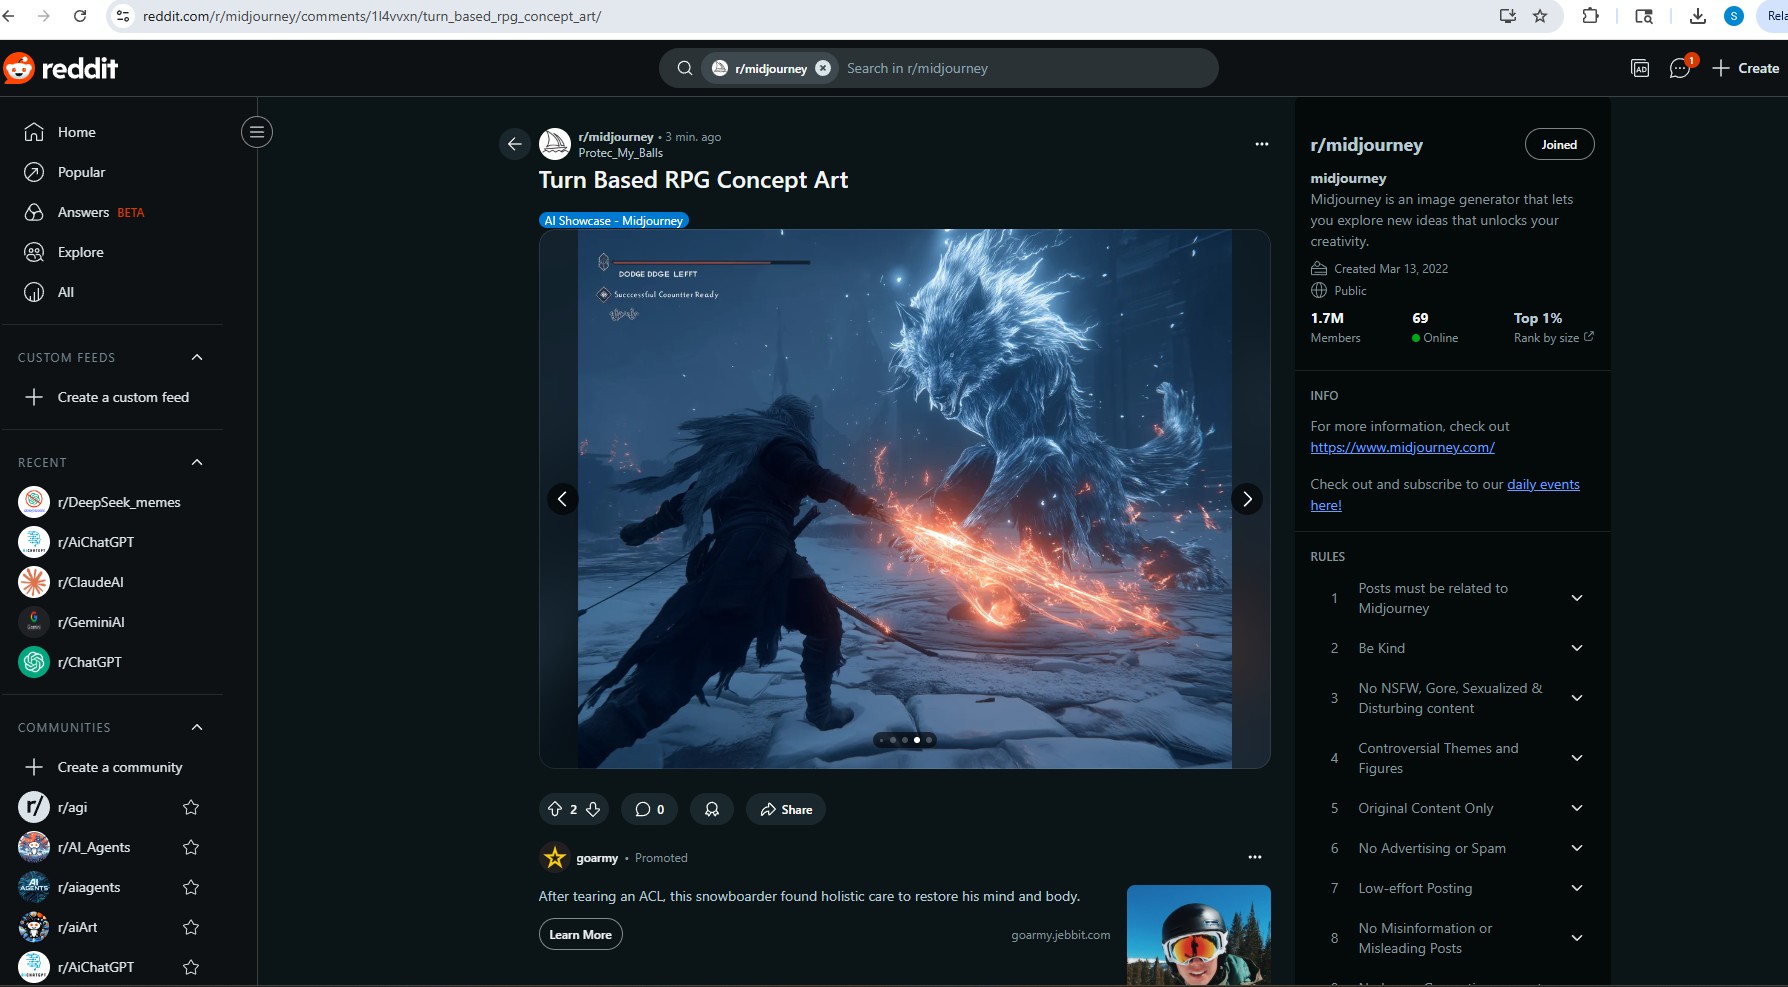 reddit.com/r/midjourney/comments/1l4vvxn/turn_based_rpg_concept_art/
S
Rela
reddit
r/midjourney
Search in r/midjourney
AD
1
Create
Home
Popular
Answers BETA
Explore
All
CUSTOM FEEDS
Create a custom feed
RECENT
r/DeepSeek_memes
r/AiChatGPT
r/ClaudeAI
r/GeminiAI
r/ChatGPT
COMMUNITIES
Create a community
r/
r/agi
r/AI_Agents
AI
AGENTS
r/aiagents
r/aiArt
r/AiChatGPT
r/midjourney • 3 min. ago
Protec_My_Balls
Turn Based RPG Concept Art
AI Showcase - Midjourney
DODGE DDGE LEFFT
Succcessful Coountter Ready
2
0
Share
goarmy • Promoted
After tearing an ACL, this snowboarder found holistic care to restore his mind and body.
Learn More
goarmy.jebbit.com
r/midjourney
Joined
midjourney
Midjourney is an image generator that lets
you explore new ideas that unlocks your
creativity.
Created Mar 13, 2022
Public
1.7M 69 Top 1%
Members Online Rank by size
INFO
For more information, check out
https://www.midjourney.com/
Check out and subscribe to our daily events
here!
RULES
1 Posts must be related to
Midjourney
2 Be Kind
3 No NSFW, Gore, Sexualized &
Disturbing content
4 Controversial Themes and
Figures
5 Original Content Only
6 No Advertising or Spam
7 Low-effort Posting
8 No Misinformation or
Misleading Posts